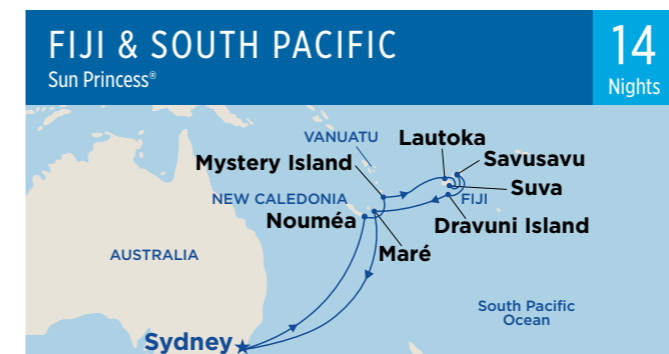 FIJI & SOUTH PACIFIC
Sun Princess®
14
Nights
VANUATU
Lautoka
Mystery Island
Savusavu
Suva
NEW CALEDONIA
FIJI
Nouméa
Dravuni Island
Maré
AUSTRALIA
South Pacific
Ocean
Sydney